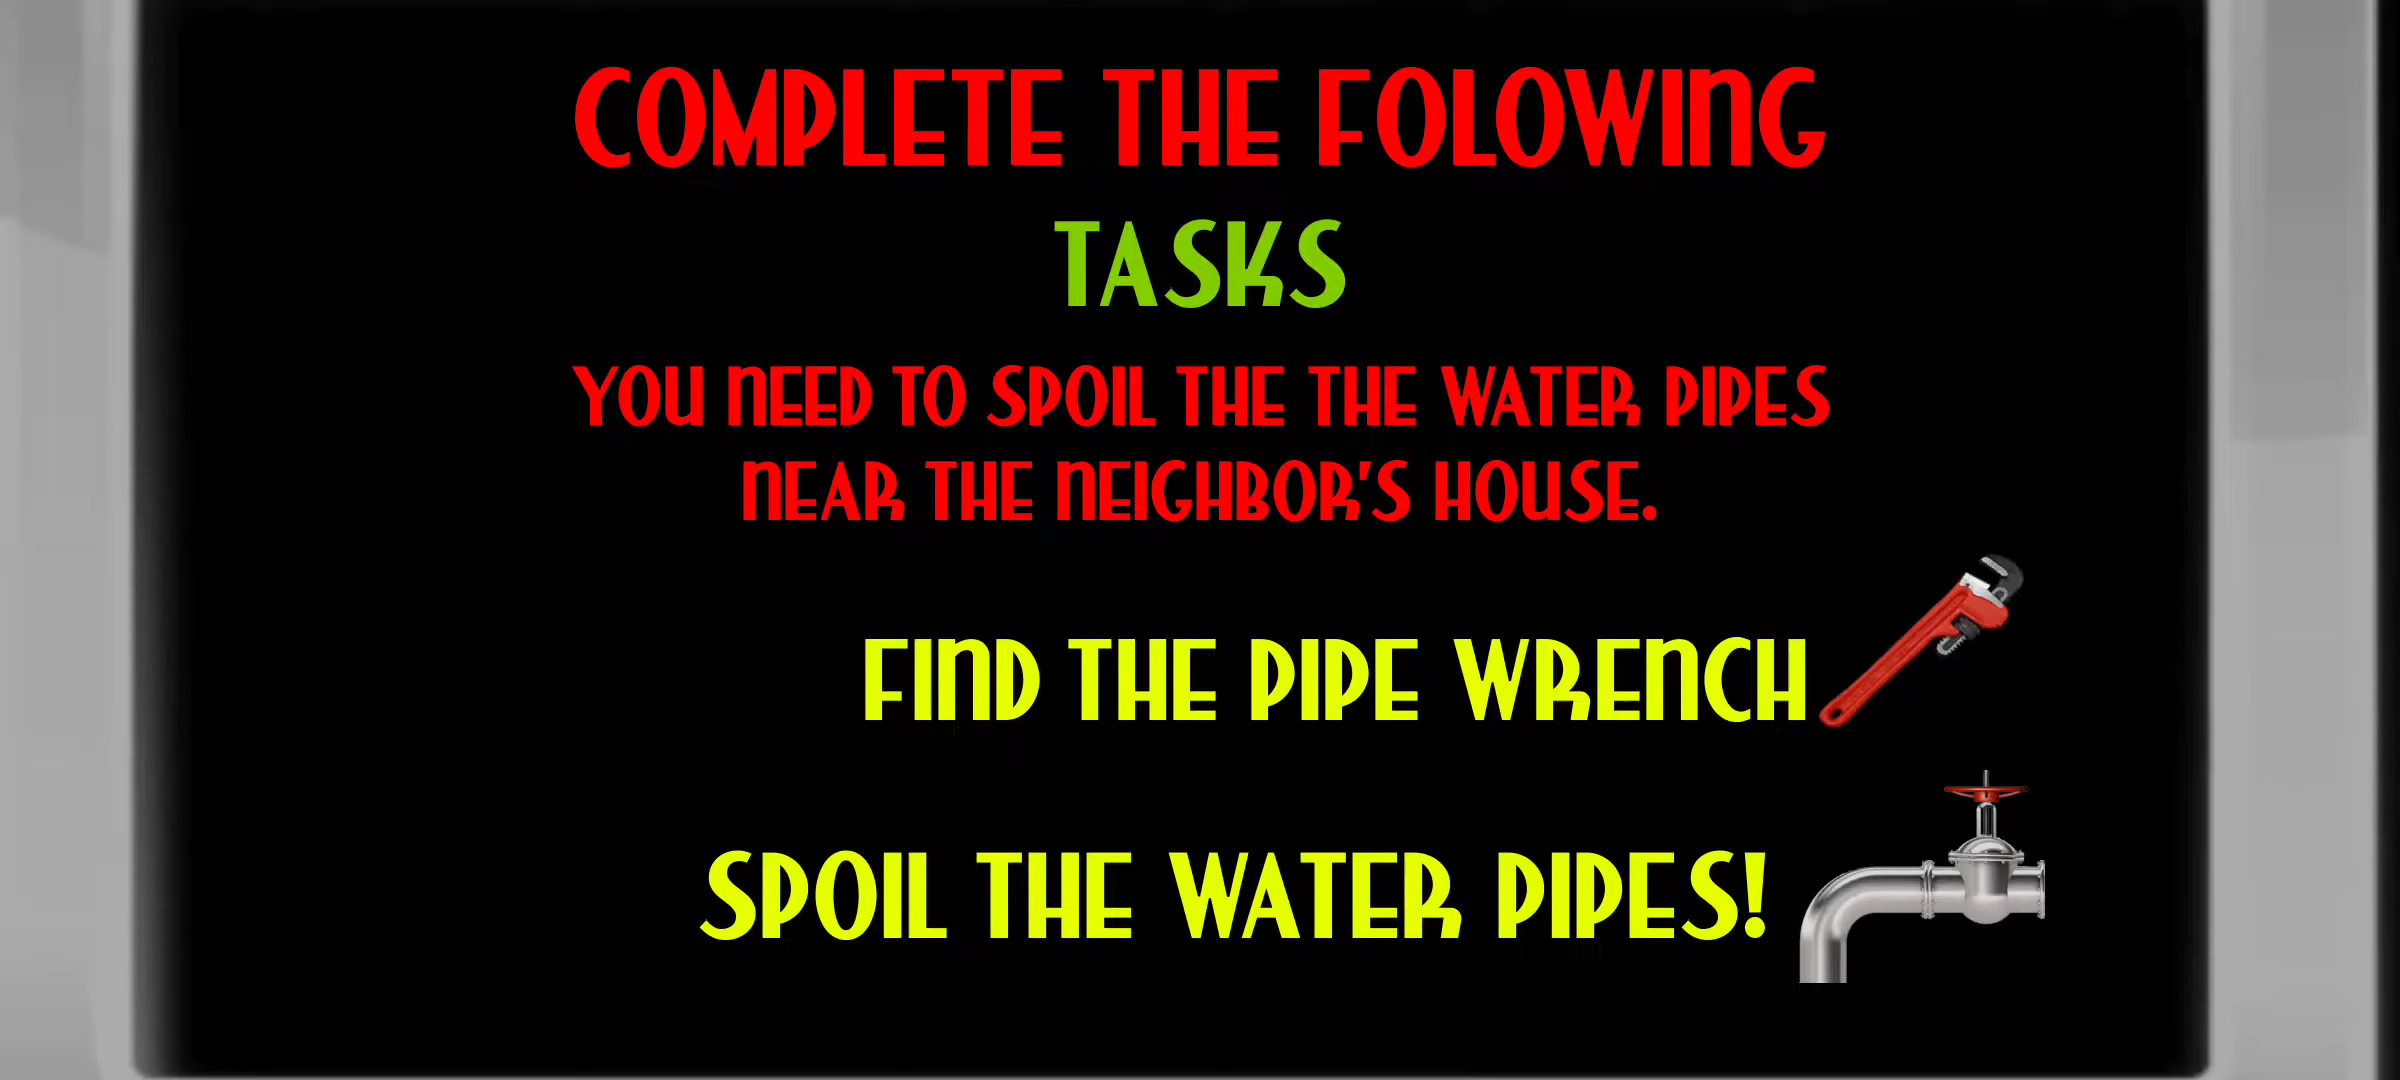 COMPLETE THE FOLOWING
TASKS
YOU NEED TO SPOIL THE THE WATER PIPES
NEAR THE NEIGHBOR'S HOUSE.
FIND THE PIPE WRENCH
SPOIL THE WATER PIPES!